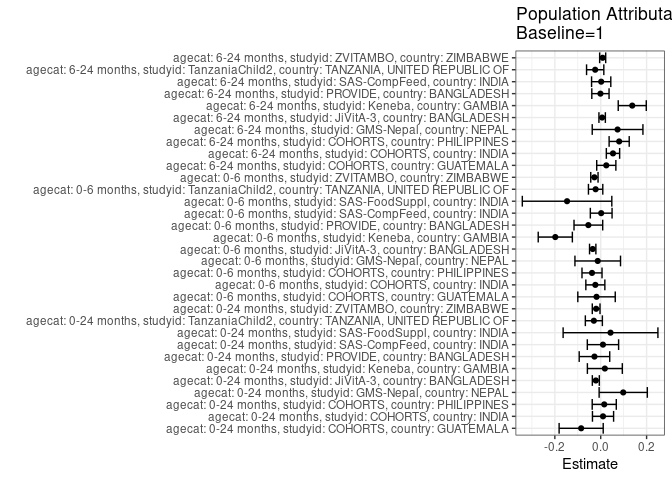 Population Attributa
Baseline=1
agecat: 6-24 months, studyid: ZVITAMBO, country: ZIMBABWE
agecat: 6-24 months, studyid: TanzaniaChild2, country: TANZANIA, UNITED REPUBLIC OF
agecat: 6-24 months, studyid: SAS-CompFeed, country: INDIA
agecat: 6-24 months, studyid: PROVIDE, country: BANGLADESH
agecat: 6-24 months, studyid: Keneba, country: GAMBIA
agecat: 6-24 months, studyid: JiVitA-3, country: BANGLADESH
agecat: 6-24 months, studyid: GMS-Nepal, country: NEPAL
agecat: 6-24 months, studyid: COHORTS, country: PHILIPPINES
agecat: 6-24 months, studyid: COHORTS, country: INDIA
agecat: 6-24 months, studyid: COHORTS, country: GUATEMALA
agecat: 0-6 months, studyid: ZVITAMBO, country: ZIMBABWE
agecat: 0-6 months, studyid: TanzaniaChild2, country: TANZANIA, UNITED REPUBLIC OF
agecat: 0-6 months, studyid: SAS-FoodSuppl, country: INDIA
agecat: 0-6 months, studyid: SAS-CompFeed, country: INDIA
agecat: 0-6 months, studyid: PROVIDE, country: BANGLADESH
agecat: 0-6 months, studyid: Keneba, country: GAMBIA
agecat: 0-6 months, studyid: JiVitA-3, country: BANGLADESH
agecat: 0-6 months, studyid: GMS-Nepal, country: NEPAL
agecat: 0-6 months, studyid: COHORTS, country: PHILIPPINES
agecat: 0-6 months, studyid: COHORTS, country: INDIA
agecat: 0-6 months, studyid: COHORTS, country: GUATEMALA
agecat: 0-24 months, studyid: ZVITAMBO, country: ZIMBABWE
agecat: 0-24 months, studyid: TanzaniaChild2, country: TANZANIA, UNITED REPUBLIC OF
agecat: 0-24 months, studyid: SAS-FoodSuppl, country: INDIA
agecat: 0-24 months, studyid: SAS-CompFeed, country: INDIA
agecat: 0-24 months, studyid: PROVIDE, country: BANGLADESH
agecat: 0-24 months, studyid: Keneba, country: GAMBIA
agecat: 0-24 months, studyid: JiVitA-3, country: BANGLADESH
agecat: 0-24 months, studyid: GMS-Nepal, country: NEPAL
agecat: 0-24 months, studyid: COHORTS, country: PHILIPPINES
agecat: 0-24 months, studyid: COHORTS, country: INDIA
agecat: 0-24 months, studyid: COHORTS, country: GUATEMALA
-0.2 0.0 0.2
Estimate